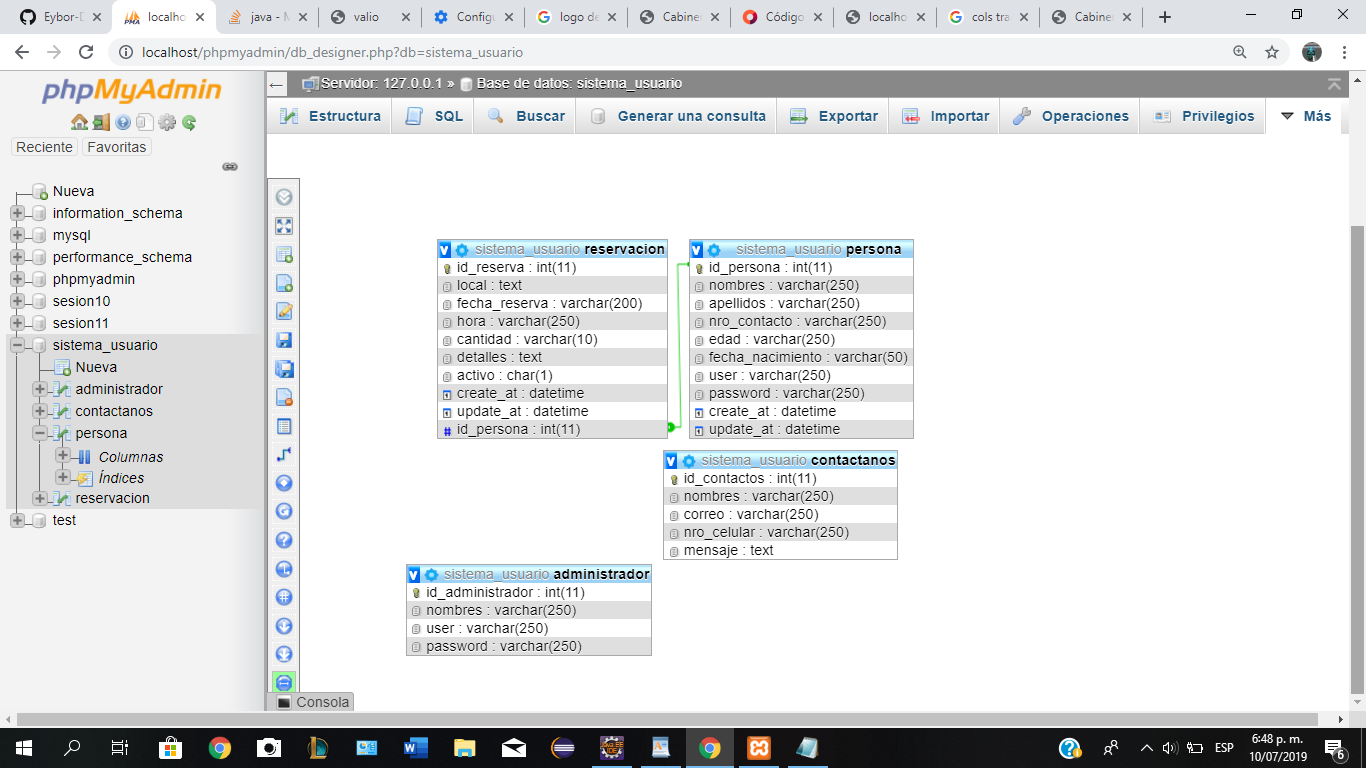 Eybor-D
localho
java - M
valio
Configu
logo de
Cabiner
Código
localho
cols tra
Cabiner
localhost/phpmyadmin/db_designer.php?db=sistema_usuario
phpMyAdmin
Reciente
Favoritas
Nueva
information_schema
mysql
performance_schema
phpmyadmin
sesion10
sesion11
sistema_usuario
Nueva
administrador
contactanos
persona
Columnas
Índices
reservacion
test
Servidor: 127.0.0.1 » Base de datos: sistema_usuario
Estructura
SQL
Buscar
Generar una consulta
Exportar
Importar
Operaciones
Privilegios
Más
sistema_usuario reservacion
id_reserva : int(11)
local : text
fecha_reserva : varchar(200)
hora : varchar(250)
cantidad : varchar(10)
detalles : text
activo : char(1)
create_at : datetime
update_at : datetime
id_persona : int(11)
sistema_usuario persona
id_persona : int(11)
nombres : varchar(250)
apellidos : varchar(250)
nro_contacto : varchar(250)
edad : varchar(250)
fecha_nacimiento : varchar(50)
user : varchar(250)
password : varchar(250)
create_at : datetime
update_at : datetime
sistema_usuario contactanos
id_contactos : int(11)
nombres : varchar(250)
correo : varchar(250)
nro_celular : varchar(250)
mensaje : text
sistema_usuario administrador
id_administrador : int(11)
nombres : varchar(250)
user : varchar(250)
password : varchar(250)
Consola
ESP
6:48 p. m.
10/07/2019
6